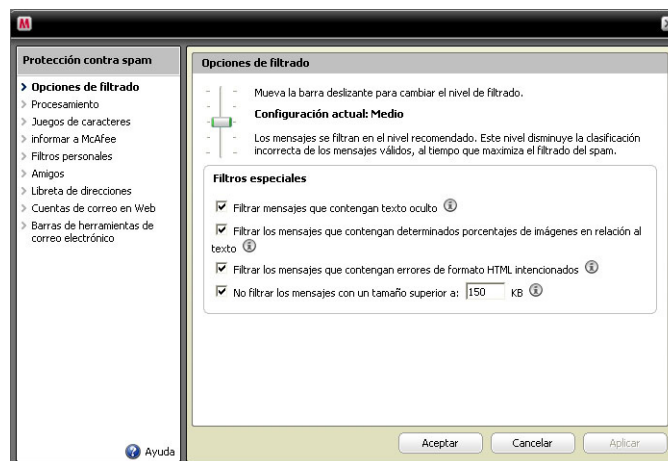 M
Protección contra spam
Opciones de filtrado
Procesamiento
Juegos de caracteres
informar a McAfee
Filtros personales
Amigos
Libreta de direcciones
Cuentas de correo en Web
Barras de herramientas de
correo electrónico
Ayuda
Opciones de filtrado
Mueva la barra deslizante para cambiar el nivel de filtrado.
Configuración actual: Medio
Los mensajes se filtran en el nivel recomendado. Este nivel disminuye la clasificación
incorrecta de los mensajes válidos, al tiempo que maximiza el filtrado del spam.
Filtros especiales
Filtrar mensajes que contengan texto oculto
Filtrar los mensajes que contengan determinados porcentajes de imágenes en relación al
texto
Filtrar los mensajes que contengan errores de formato HTML intencionados
No filtrar los mensajes con un tamaño superior a: 150 KB
Aceptar Cancelar Aplicar